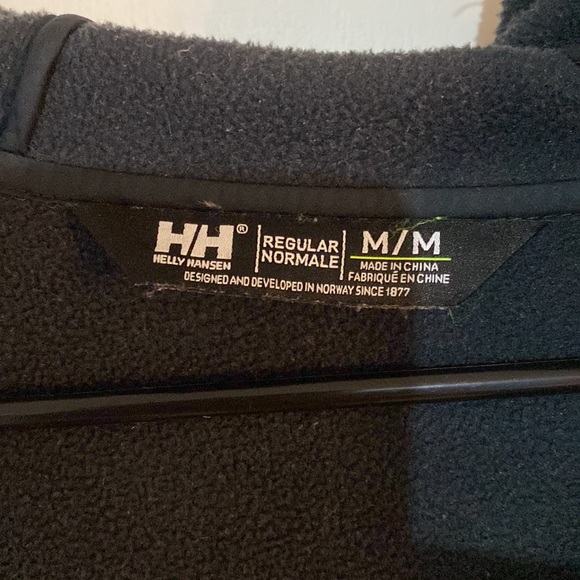 HH®
HELLY HANSEN
REGULAR
NORMALE
M/M
MADE IN CHINA
FABRIQUÉ EN CHINE
DESIGNED AND DEVELOPED IN NORWAY SINCE 1877